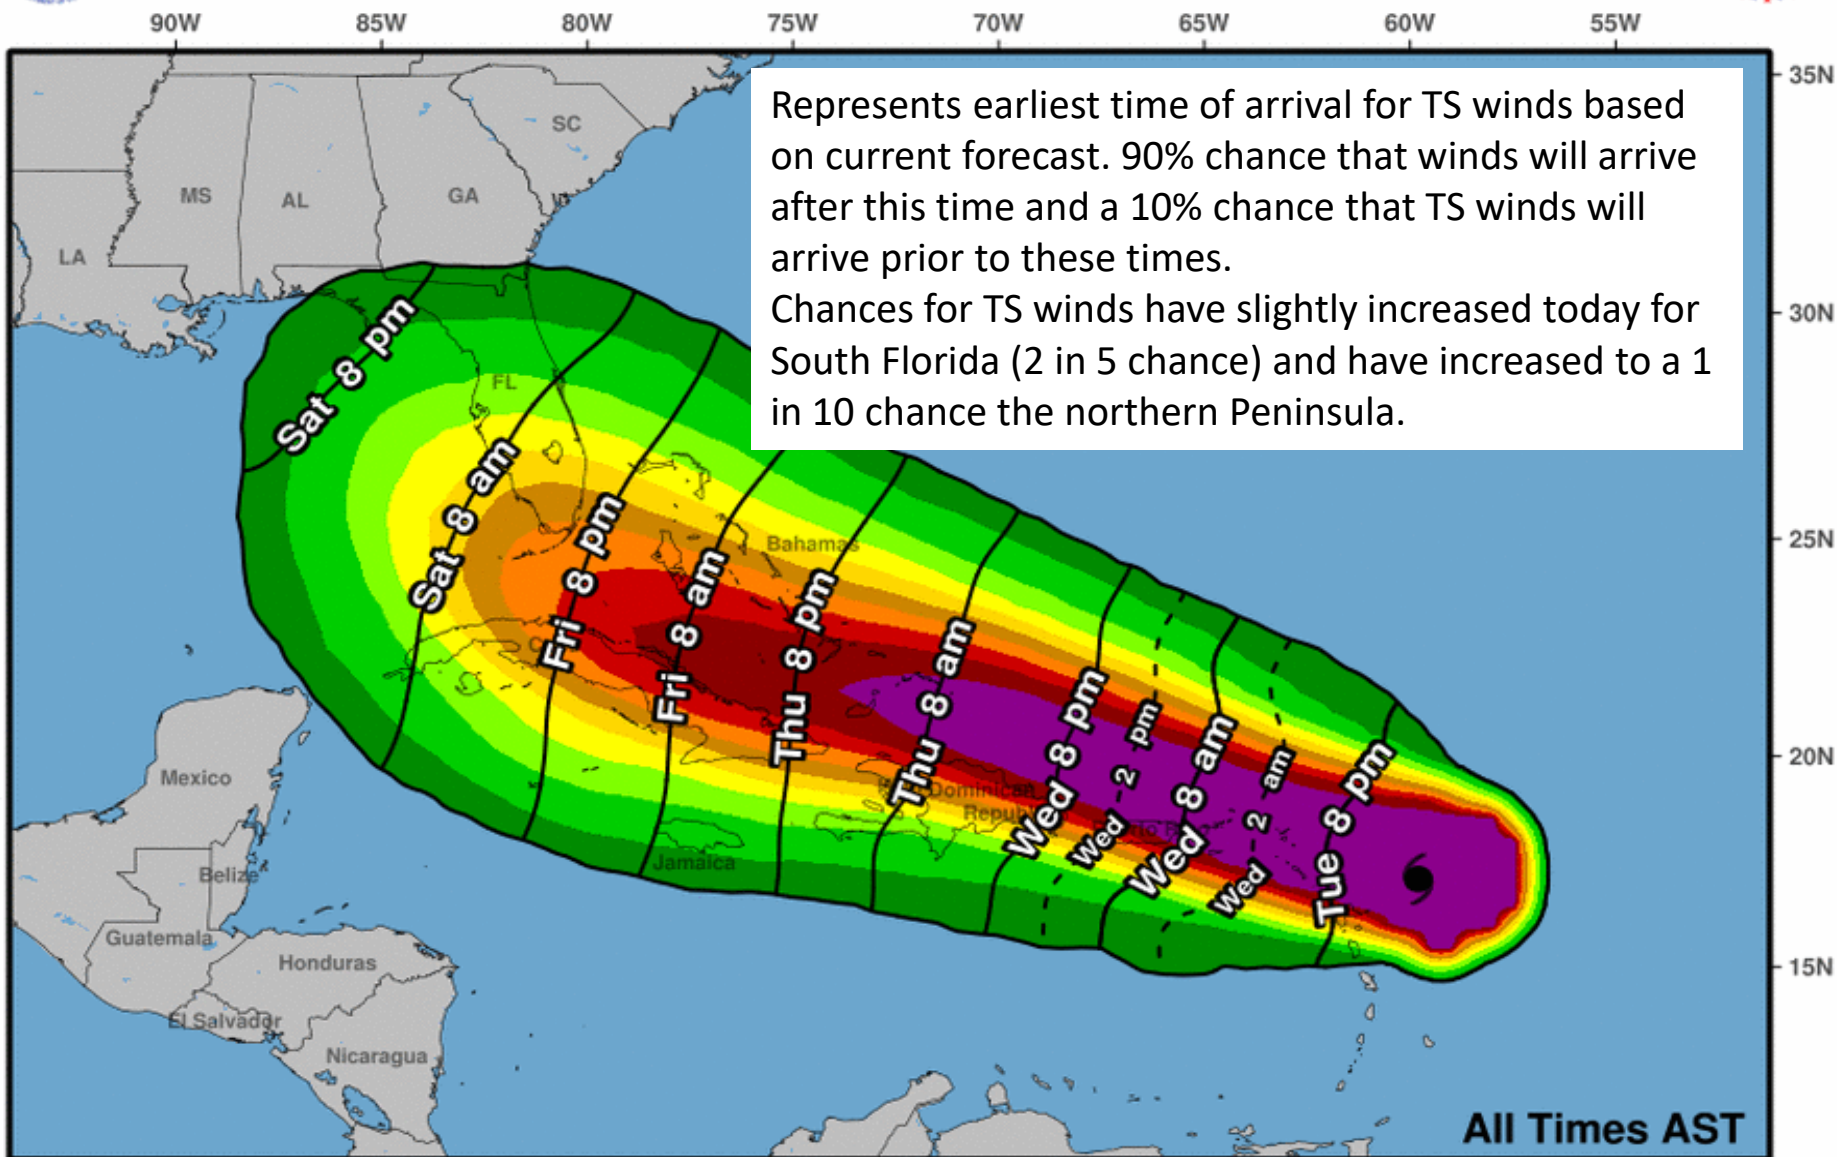 90W 85W 80W 75W 70W 65W 60W 55W
35N
Represents earliest time of arrival for TS winds based
on current forecast. 90% chance that winds will arrive
after this time and a 10% chance that TS winds will
arrive prior to these times.
Chances for TS winds have slightly increased today for
South Florida (2 in 5 chance) and have increased to a 1
in 10 chance the northern Peninsula.
SC
MS
AL
GA
LA
30N
FL
Sat 8 pm
Sat 8 am
Fri 8 pm
Fri 8 am
Thu 8 pm
Thu 8 am
Wed 8 pm
Wed 2 pm
Wed 8 am
Wed 2 am
Tue 8 pm
25N
Bahamas
20N
Mexico
Dominican
Jamaica
Belize
Guatemala
Honduras
15N
El Salvador
Nicaragua
All Times AST